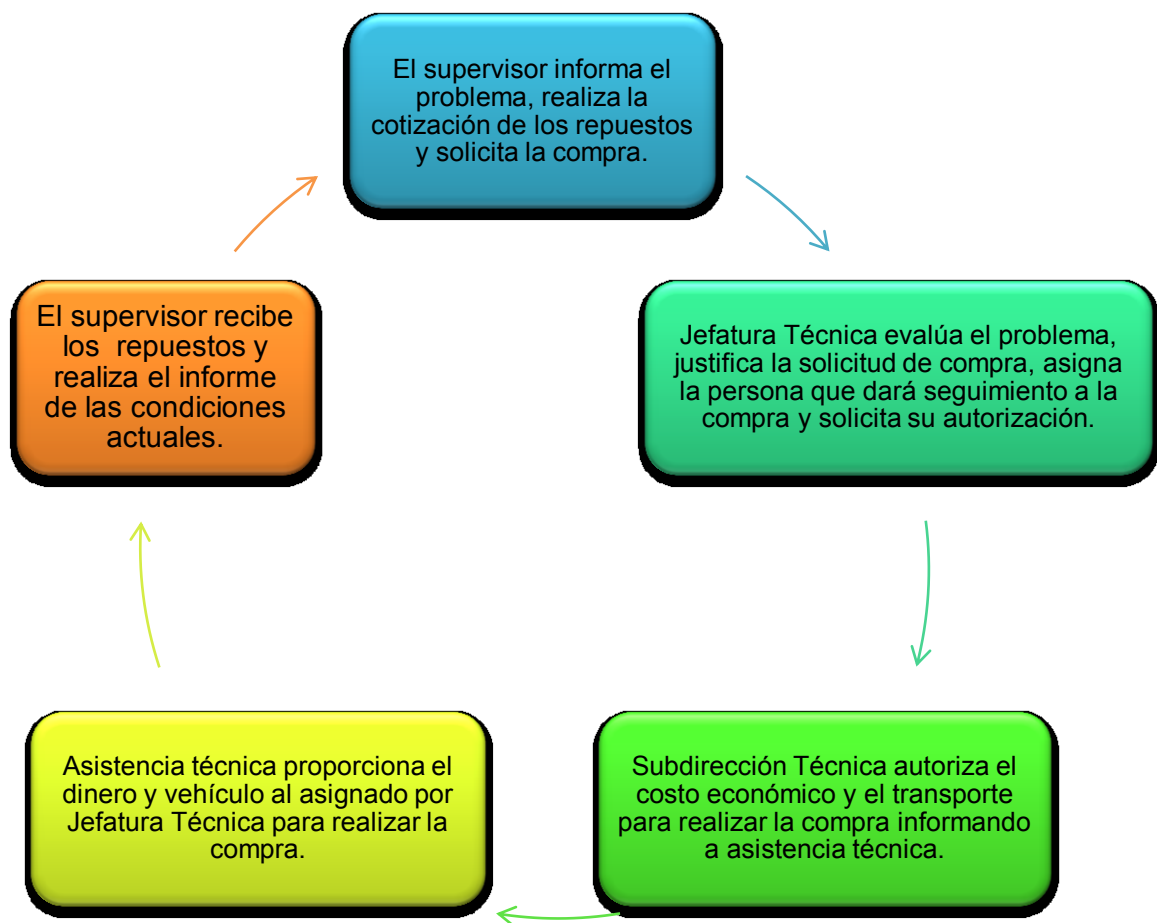 El supervisor informa el
problema, realiza la
cotización de los repuestos
y solicita la compra.
Jefatura Técnica evalúa el problema,
justifica la solicitud de compra, asigna
la persona que dará seguimiento a la
compra y solicita su autorización.
Subdirección Técnica autoriza el
costo económico y el transporte
para realizar la compra informando
a asistencia técnica.
Asistencia técnica proporciona el
dinero y vehículo al asignado por
Jefatura Técnica para realizar la
compra.
El supervisor recibe
los repuestos y
realiza el informe
de las condiciones
actuales.